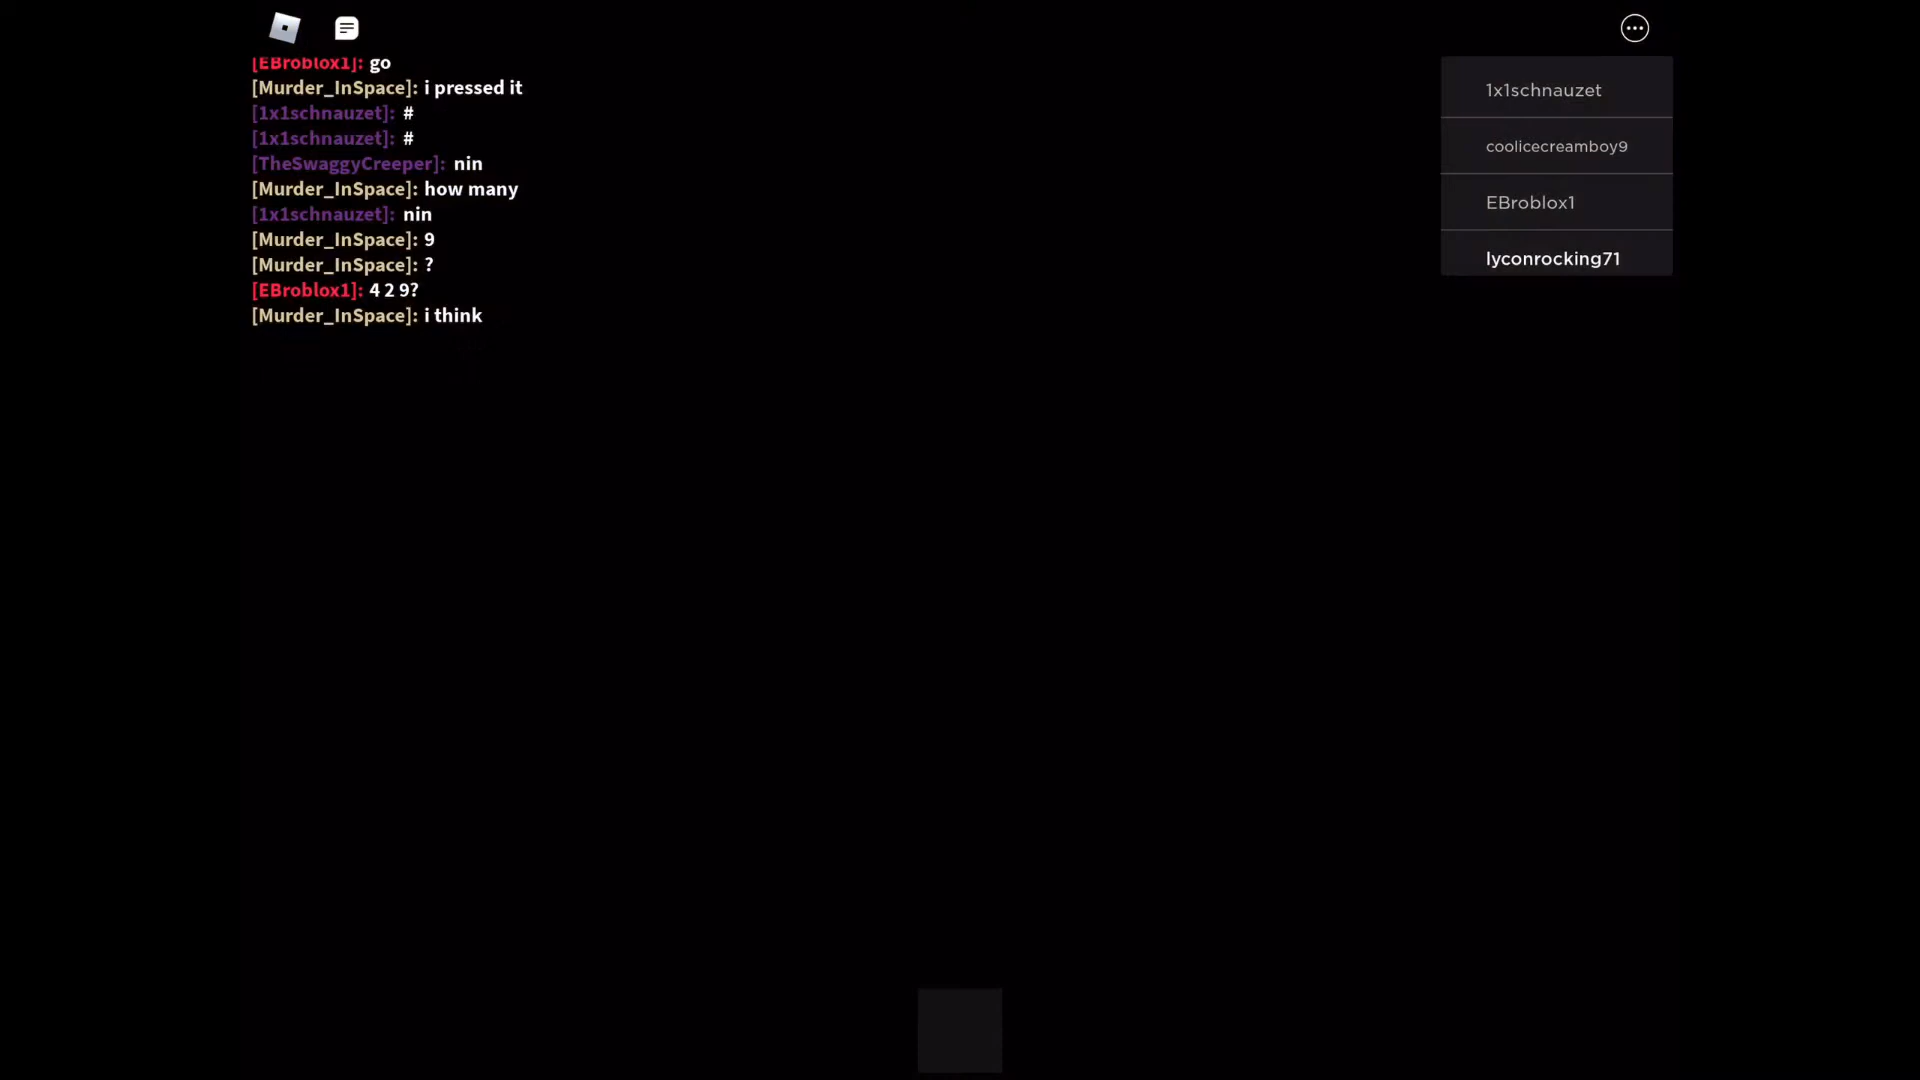 [EBroblox1]: go
[Murder_InSpace]: i pressed it
[1x1schnauzet]: #
[1x1schnauzet]: #
[TheSwaggyCreeper]: nin
[Murder_InSpace]: how many
[1x1schnauzet]: nin
[Murder_InSpace]: 9
[Murder_InSpace]: ?
[EBroblox1]: 4 2 9?
[Murder_InSpace]: i think
1x1schnauzet
coolicecreamboy9
EBroblox1
lyconrocking71